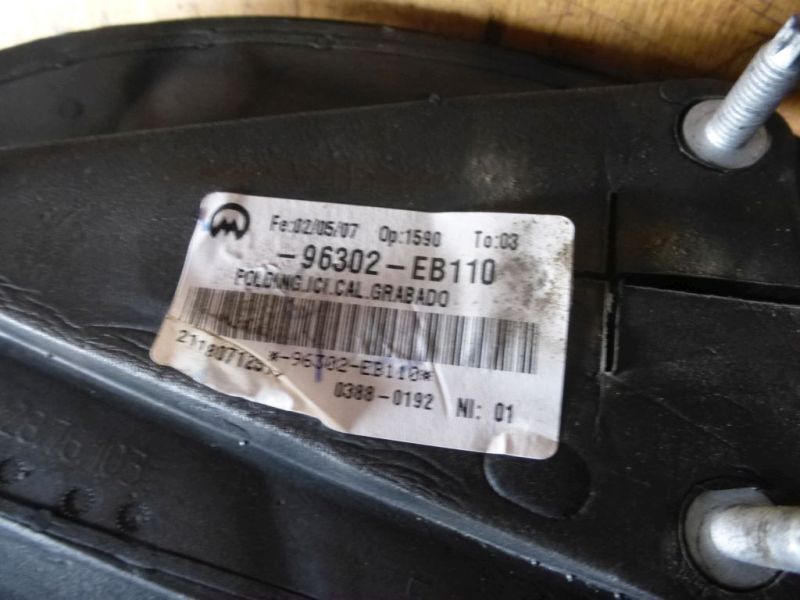 Fe:02/05/07 Op:1590 To:03
-96302-EB110
FOLDING.ICI.CAL.GRABADO
*-96302-EB110*
0388-0192 NI: 01